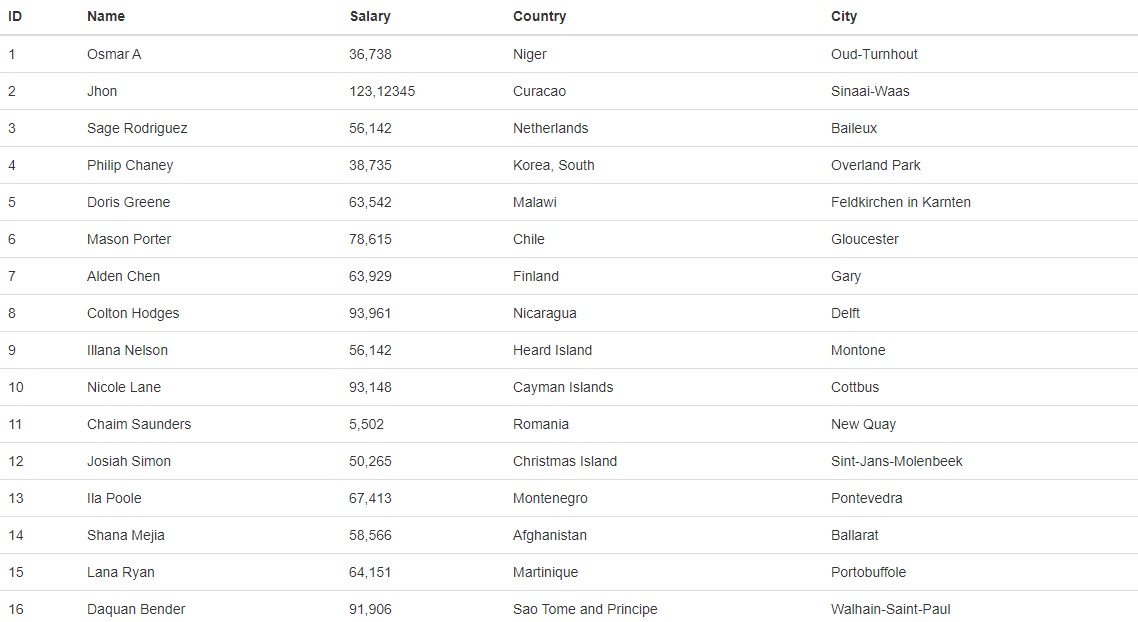 ID Name Salary Country City
1 Osmar A 36,738 Niger Oud-Turnhout
2 Jhon 123,12345 Curacao Sinaai-Waas
3 Sage Rodriguez 56,142 Netherlands Baileux
4 Philip Chaney 38,735 Korea, South Overland Park
5 Doris Greene 63,542 Malawi Feldkirchen in Karnten
6 Mason Porter 78,615 Chile Gloucester
7 Alden Chen 63,929 Finland Gary
8 Colton Hodges 93,961 Nicaragua Delft
9 Illana Nelson 56,142 Heard Island Montone
10 Nicole Lane 93,148 Cayman Islands Cottbus
11 Chaim Saunders 5,502 Romania New Quay
12 Josiah Simon 50,265 Christmas Island Sint-Jans-Molenbeek
13 Ila Poole 67,413 Montenegro Pontevedra
14 Shana Mejia 58,566 Afghanistan Ballarat
15 Lana Ryan 64,151 Martinique Portobuffole
16 Daquan Bender 91,906 Sao Tome and Principe Walhain-Saint-Paul